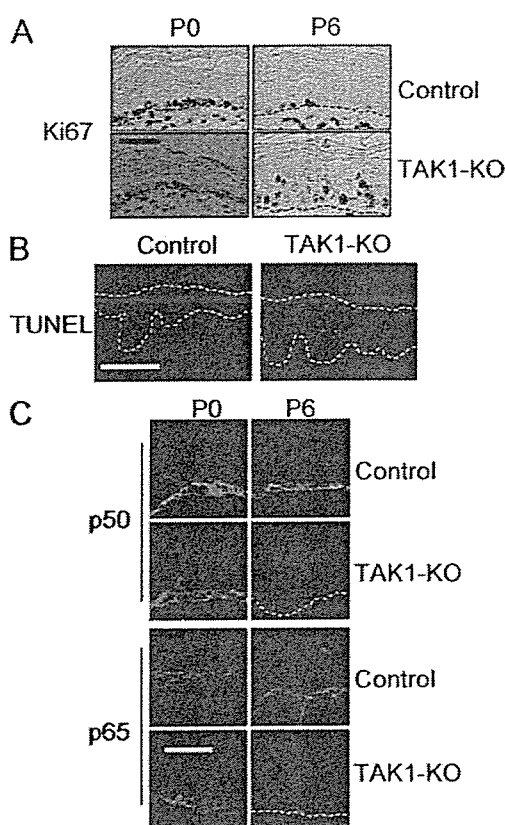 A
P0 P6
Ki67
Control
TAK1-KO
B
Control TAK1-KO
TUNEL
C
P0 P6
p50
Control
TAK1-KO
p65
Control
TAK1-KO